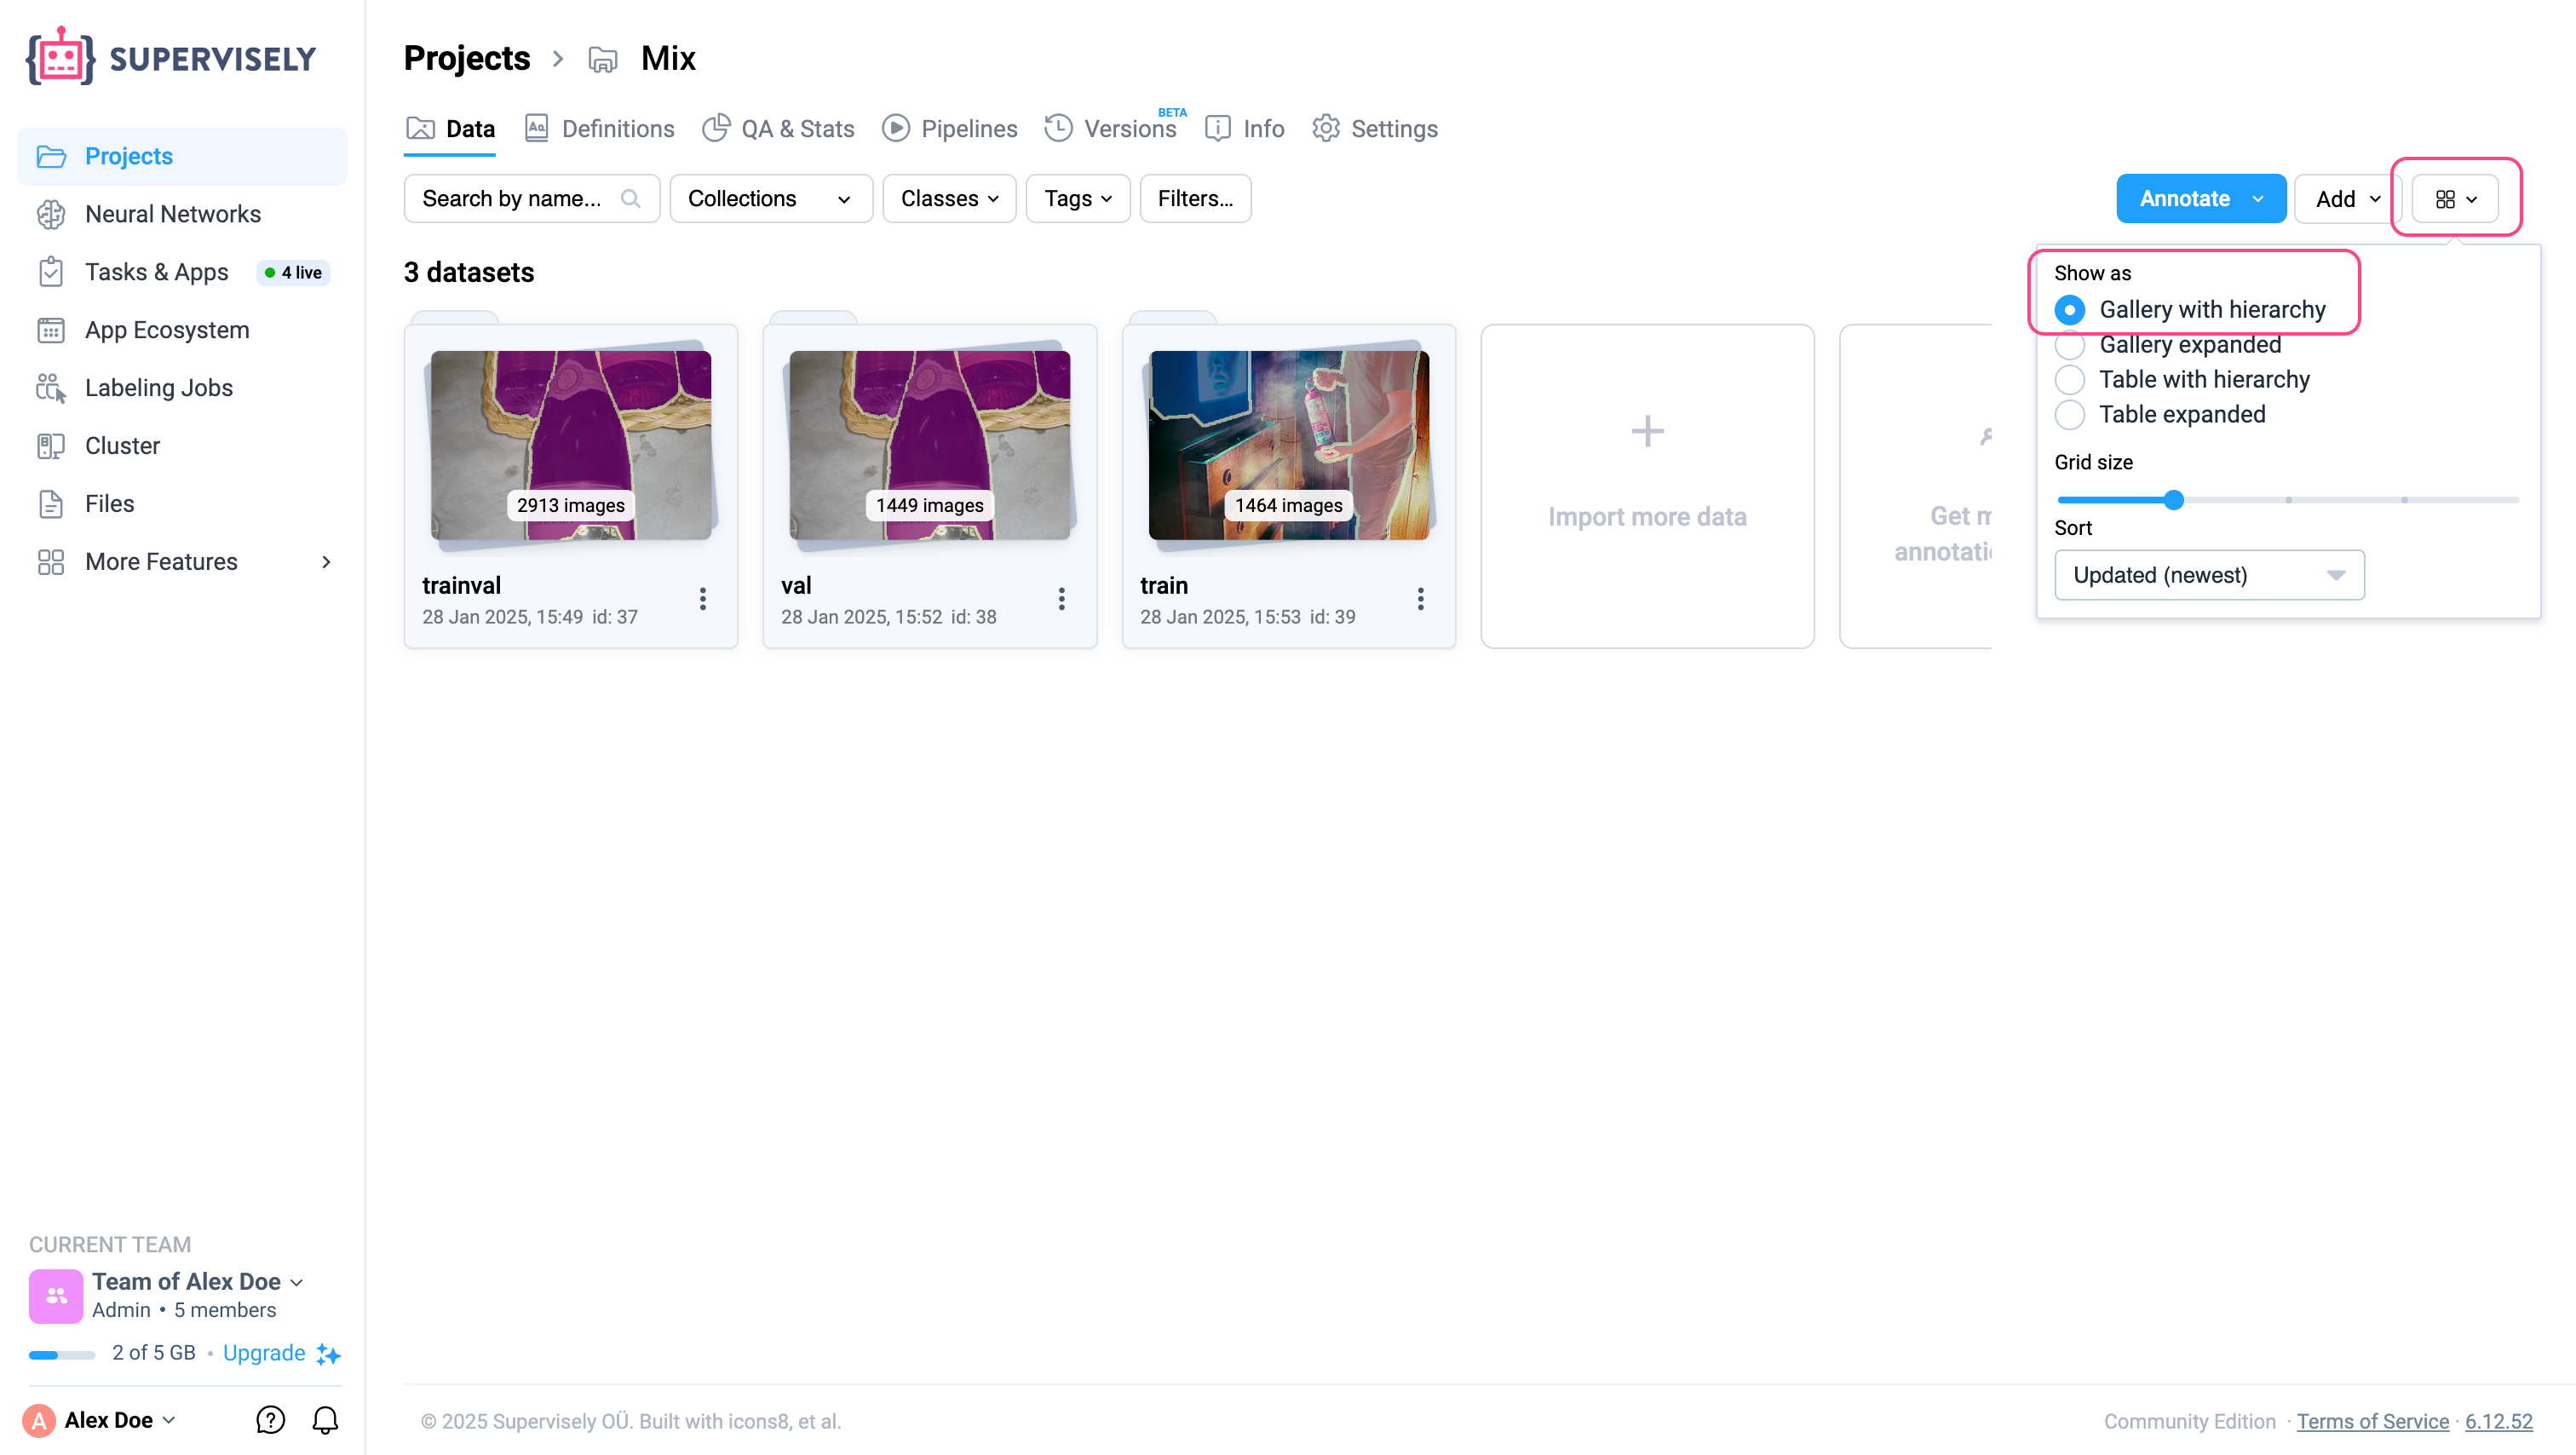 SUPERVISELY
Projects
Neural Networks
Tasks & Apps
4 live
App Ecosystem
Labeling Jobs
Cluster
Files
More Features
CURRENT TEAM
Team of Alex Doe
Admin • 5 members
2 of 5 GB • Upgrade
A Alex Doe
Projects > Mix
Data
Definitions
QA & Stats
Pipelines
Versions BETA
Info
Settings
Search by name...
Collections
Classes
Tags
Filters...
Annotate
Add
3 datasets
2913 images
trainval
28 Jan 2025, 15:49 id: 37
1449 images
val
28 Jan 2025, 15:52 id: 38
1464 images
train
28 Jan 2025, 15:53 id: 39
Import more data
Get
Show as
Gallery with hierarchy
Gallery expanded
Table with hierarchy
Table expanded
Grid size
Sort
Updated (newest)
© 2025 Supervisely OÜ. Built with icons8, et al.
Community Edition · Terms of Service · 6.12.52